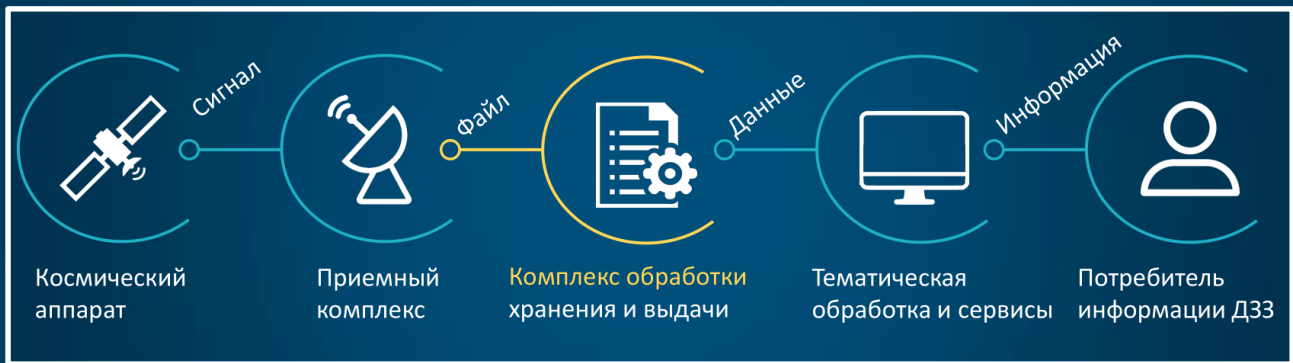 Сигнал
Файл
Данные
Информация
Космический
аппарат
Приемный
комплекс
Комплекс обработки
хранения и выдачи
Тематическая
обработка и сервисы
Потребитель
информации ДЗЗ